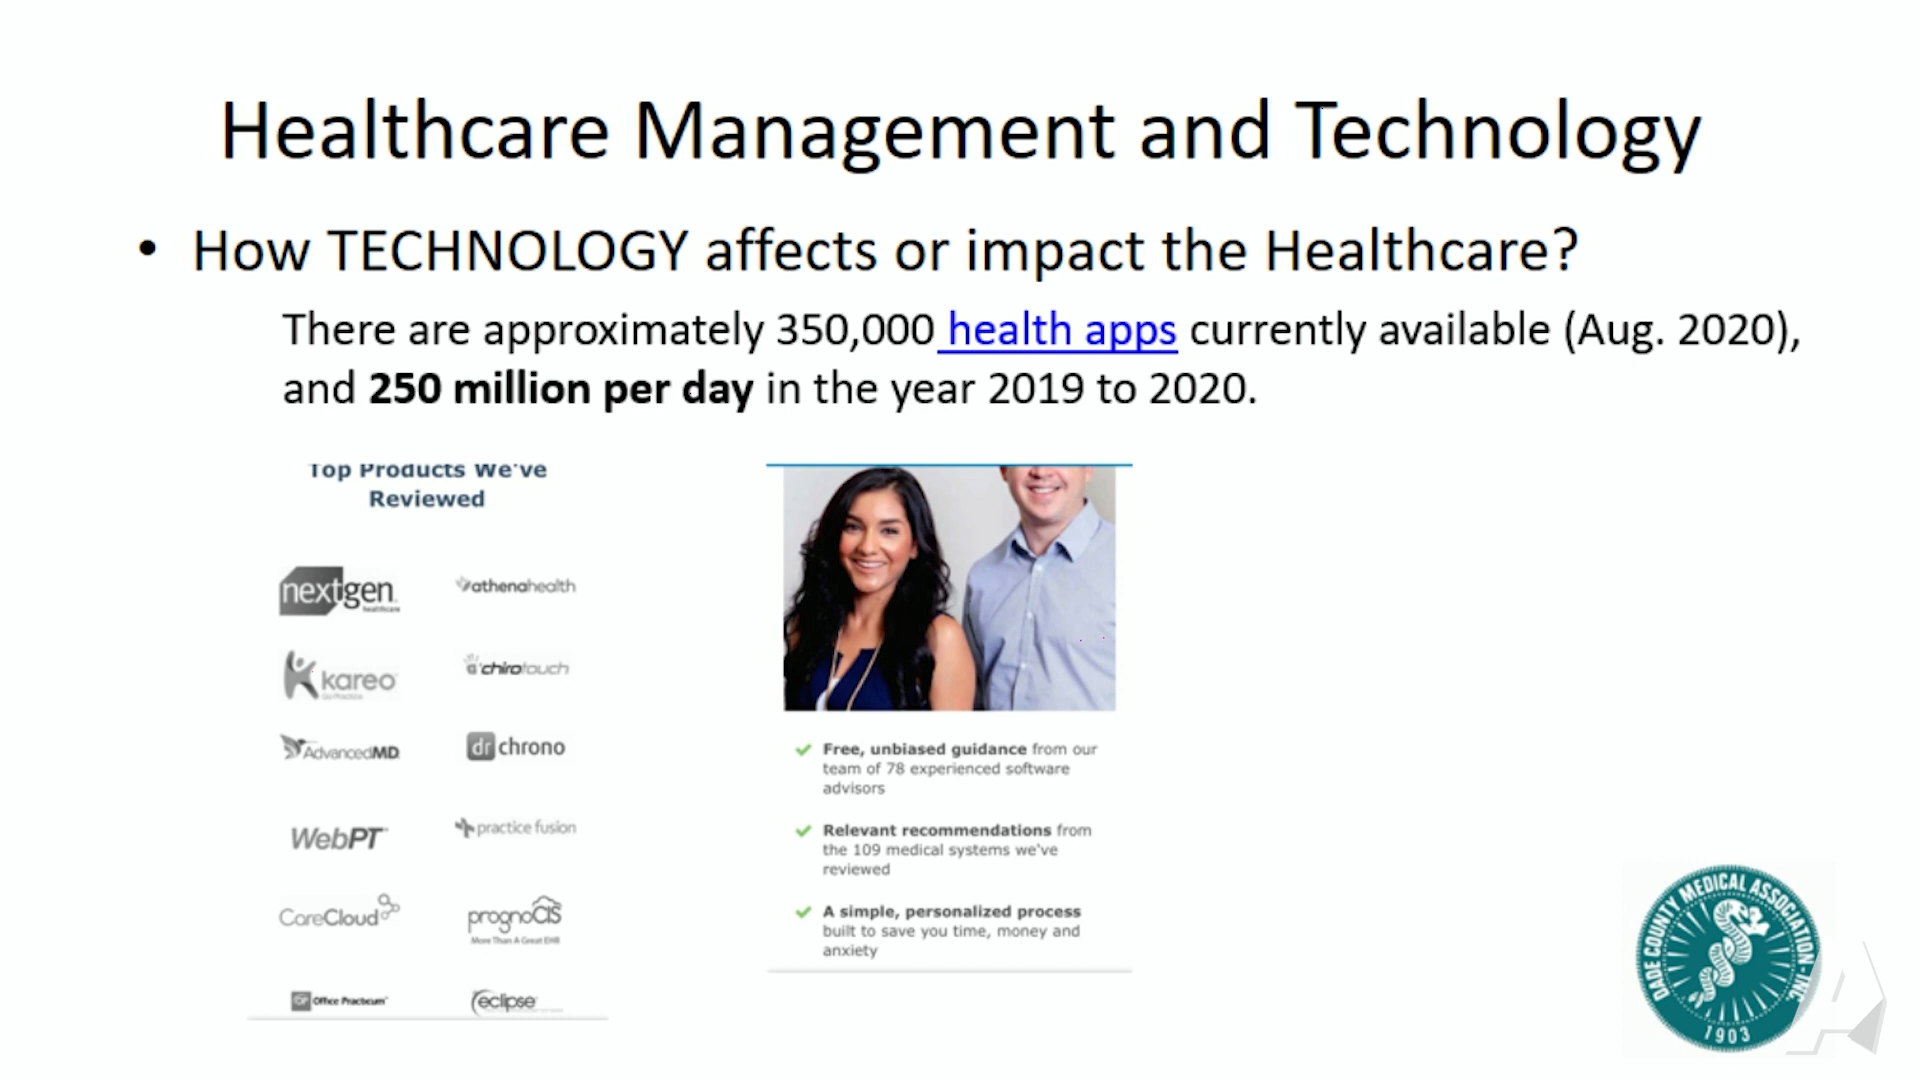 Healthcare Management and Technology
• How TECHNOLOGY affects or impact the Healthcare?
There are approximately 350,000 health apps currently available (Aug. 2020),
and 250 million per day in the year 2019 to 2020.
Top Products We've
Reviewed
nextgen
healthcare
athenahealth
kareo
Go Practice
chirotouch
AdvancedMD
drchrono
WebPT
practice fusion
CareCloud
prognoCIS
More Than A Great EHR
OP Office Practicum
eclipse
Free, unbiased guidance from our
team of 78 experienced software
advisors
Relevant recommendations from
the 109 medical systems we've
reviewed
A simple, personalized process
built to save you time, money and
anxiety
DADE COUNTY MEDICAL ASSOCIATION-INC.
1903
A